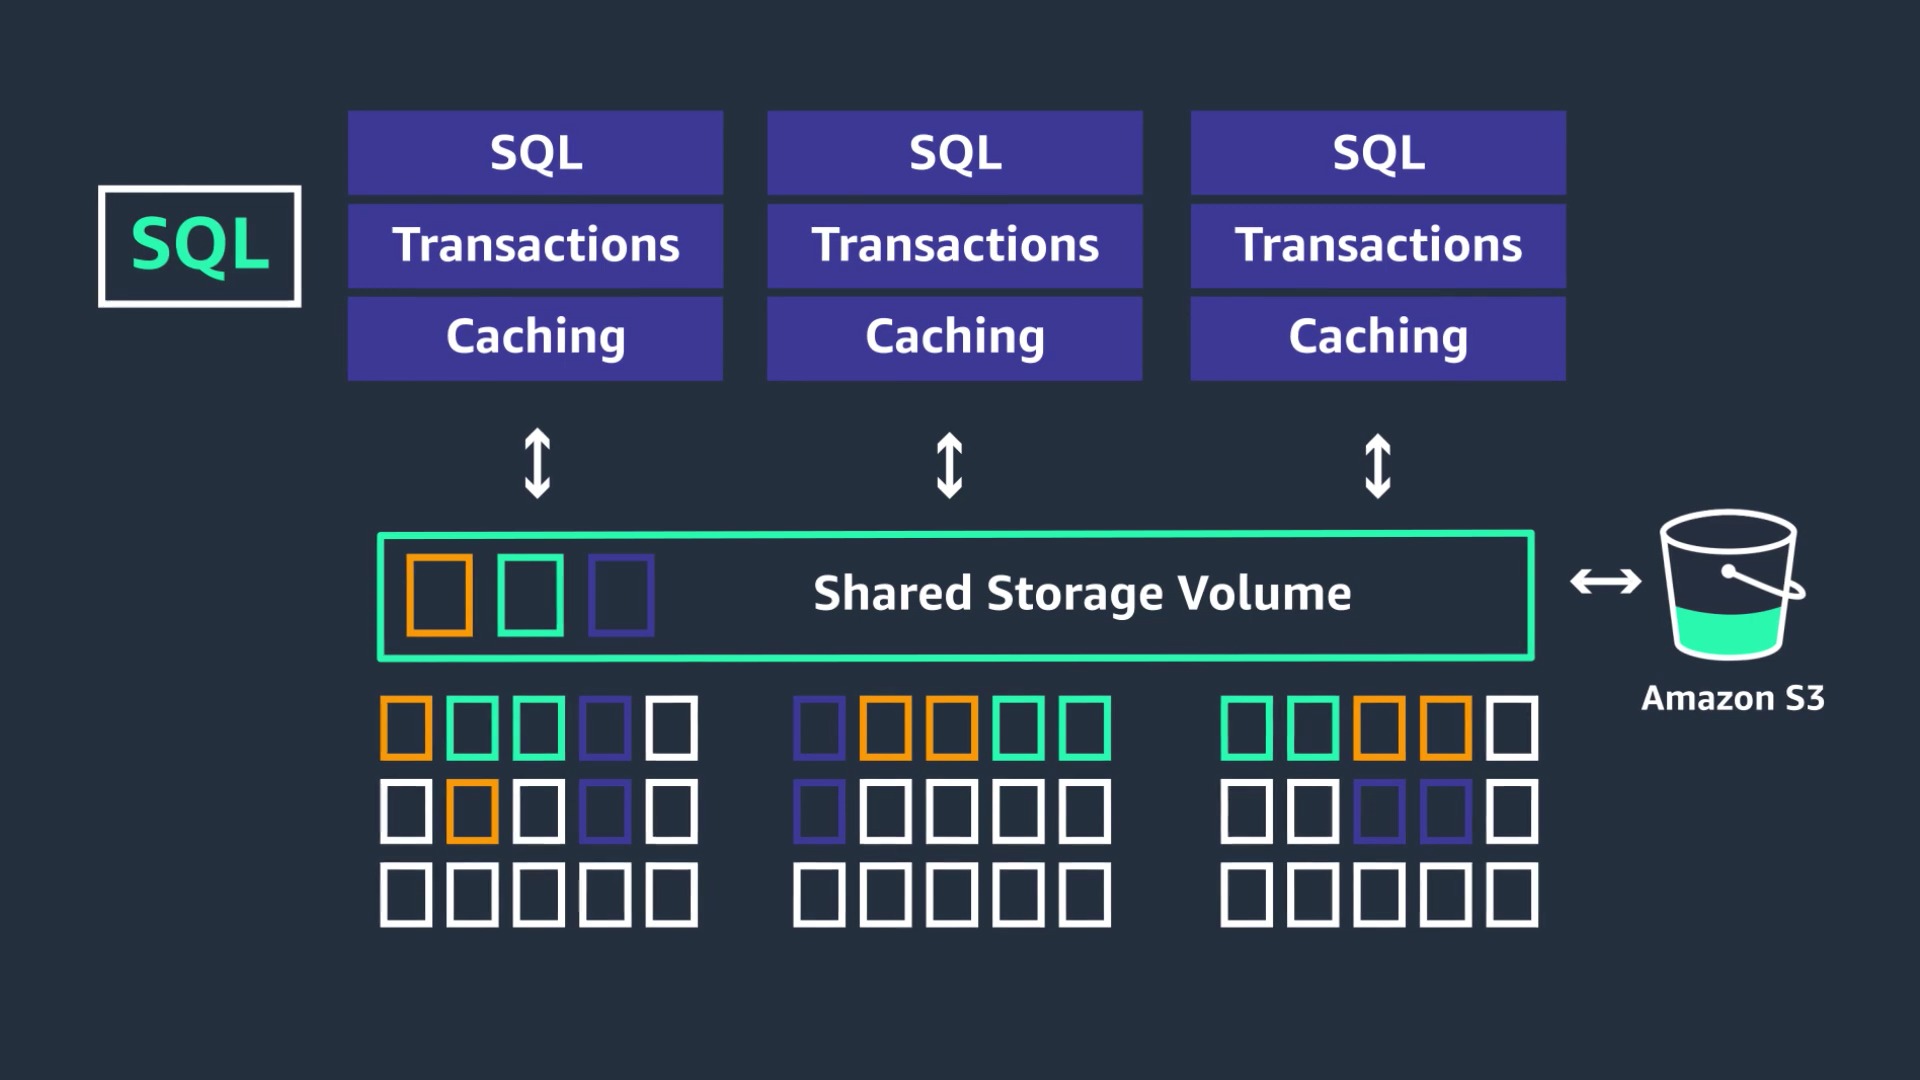 SQL
SQL
Transactions
Caching
SQL
Transactions
Caching
SQL
Transactions
Caching
Shared Storage Volume
Amazon S3